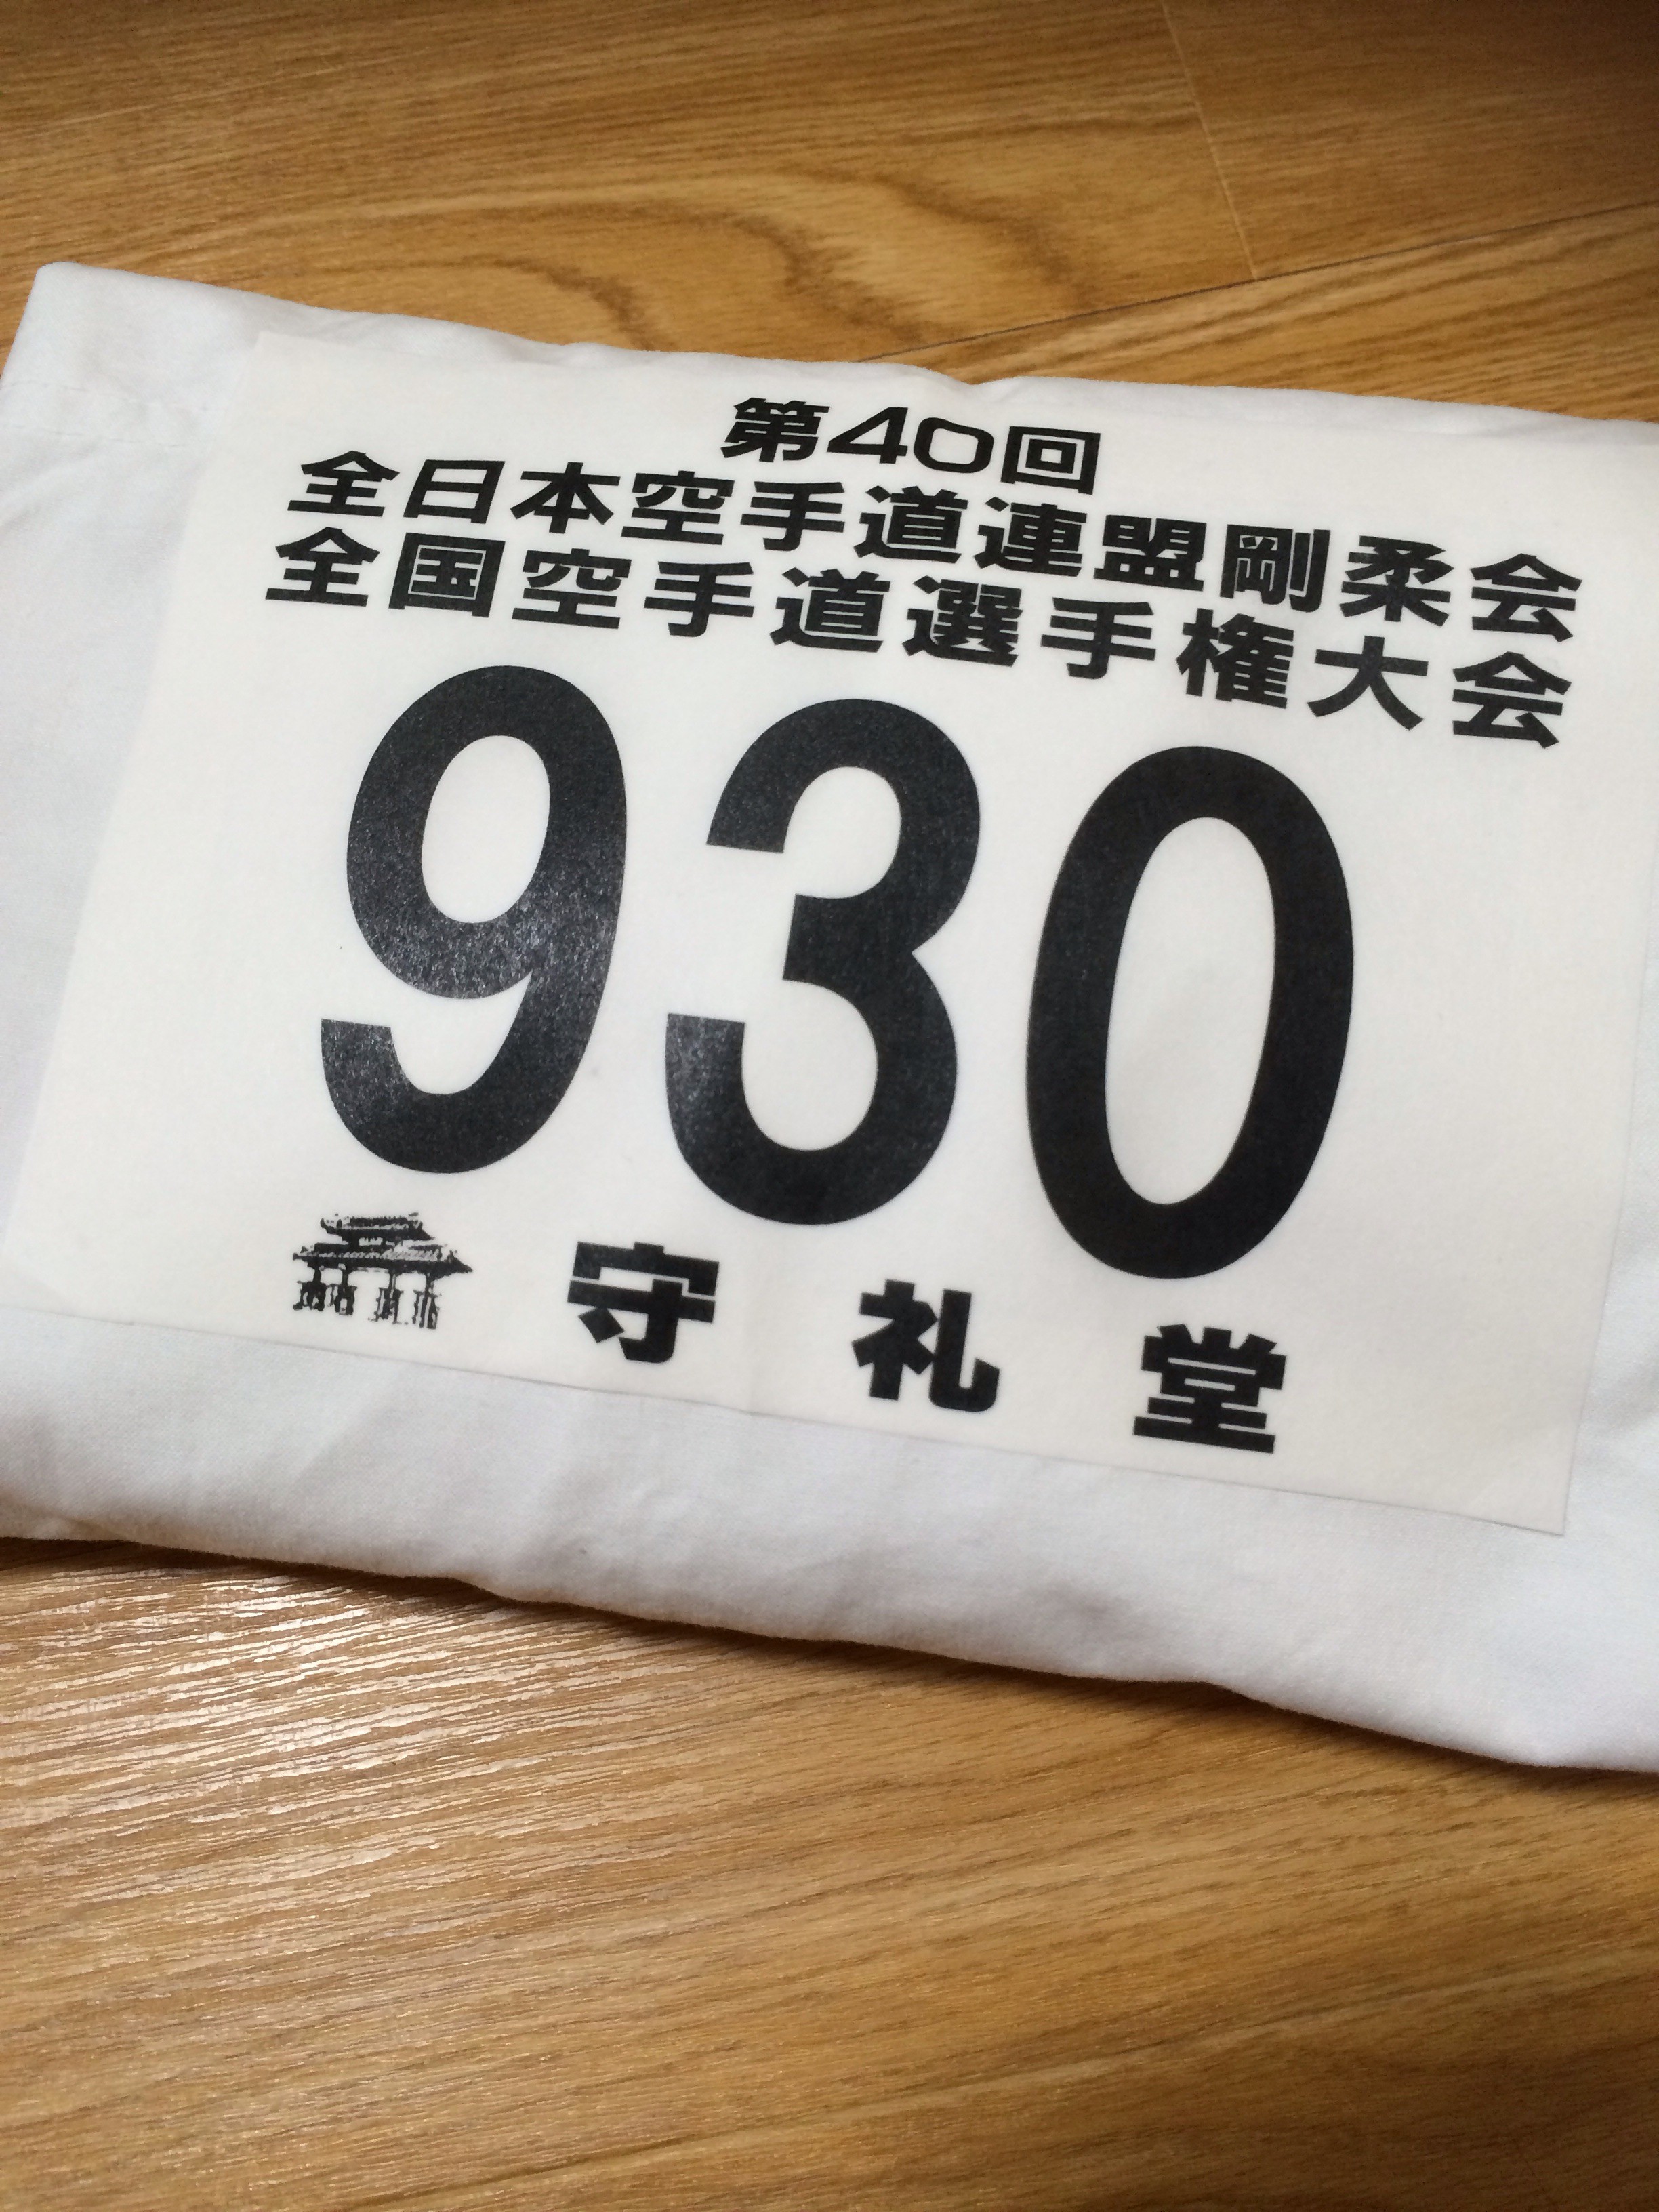 第40回
全日本空手道連盟剛柔会
全国空手道選手権大会
930
守礼堂